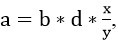 a = b * d * x/y,